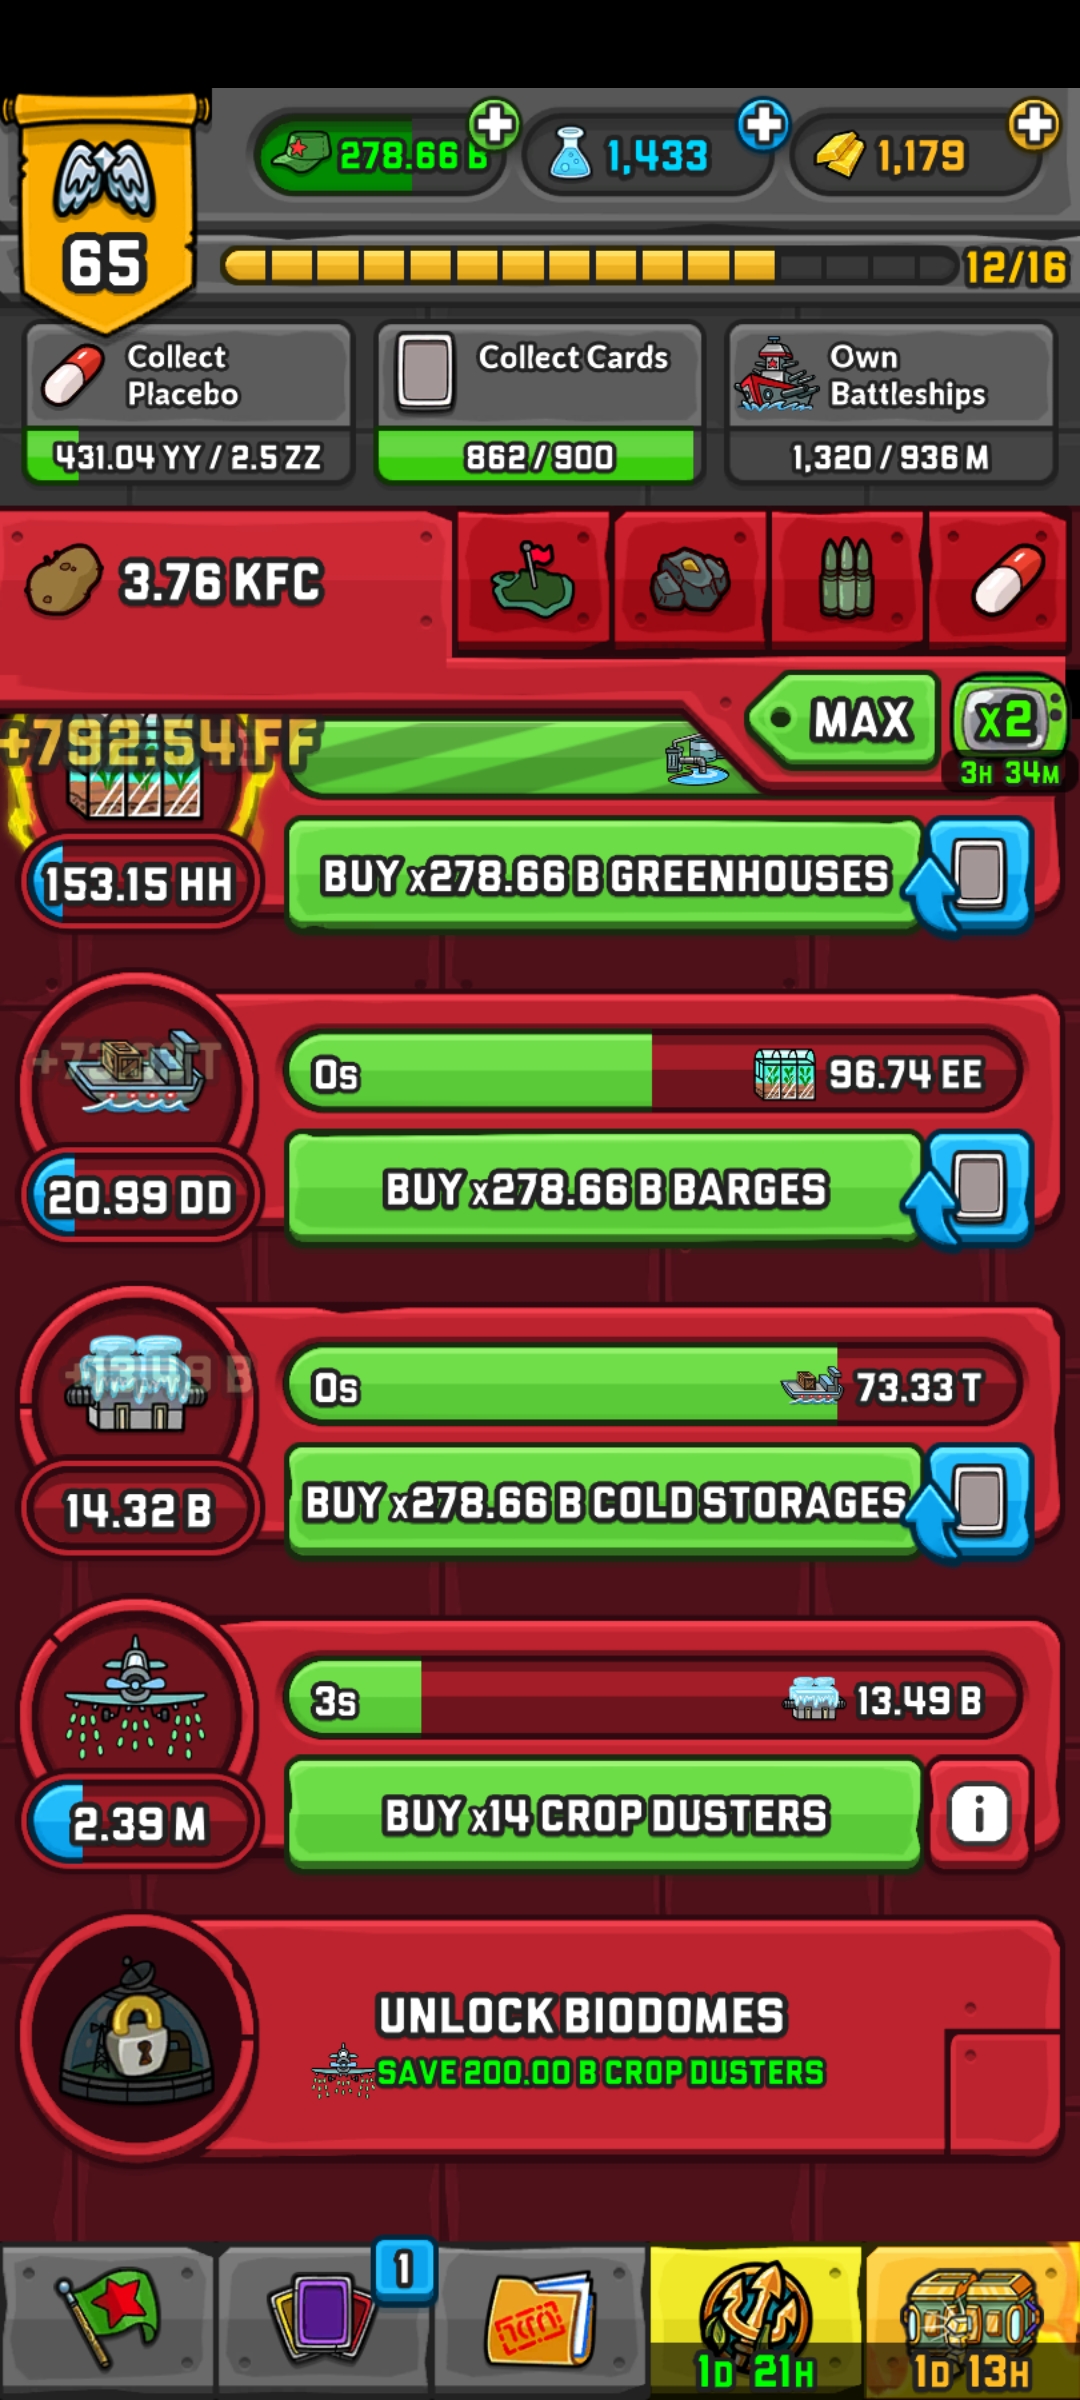 278.66 B
1,433
1,179
65
12/16
Collect
Placebo
431.04 YY / 2.5 ZZ
Collect Cards
862/900
Own
Battleships
1,320 / 936 M
3.76 KFC
MAX
x2
3H 34M
+792.54 FF
153.15 HH
BUY x278.66 B GREENHOUSES
0s
96.74 EE
20.99 DD
BUY x278.66 B BARGES
0s
73.33 T
14.32 B
BUY x278.66 B COLD STORAGES
3s
13.49 B
2.39 M
BUY x14 CROP DUSTERS
i
UNLOCK BIODOMES
SAVE 200.00 B CROP DUSTERS
1
1D 21H
1D 13H